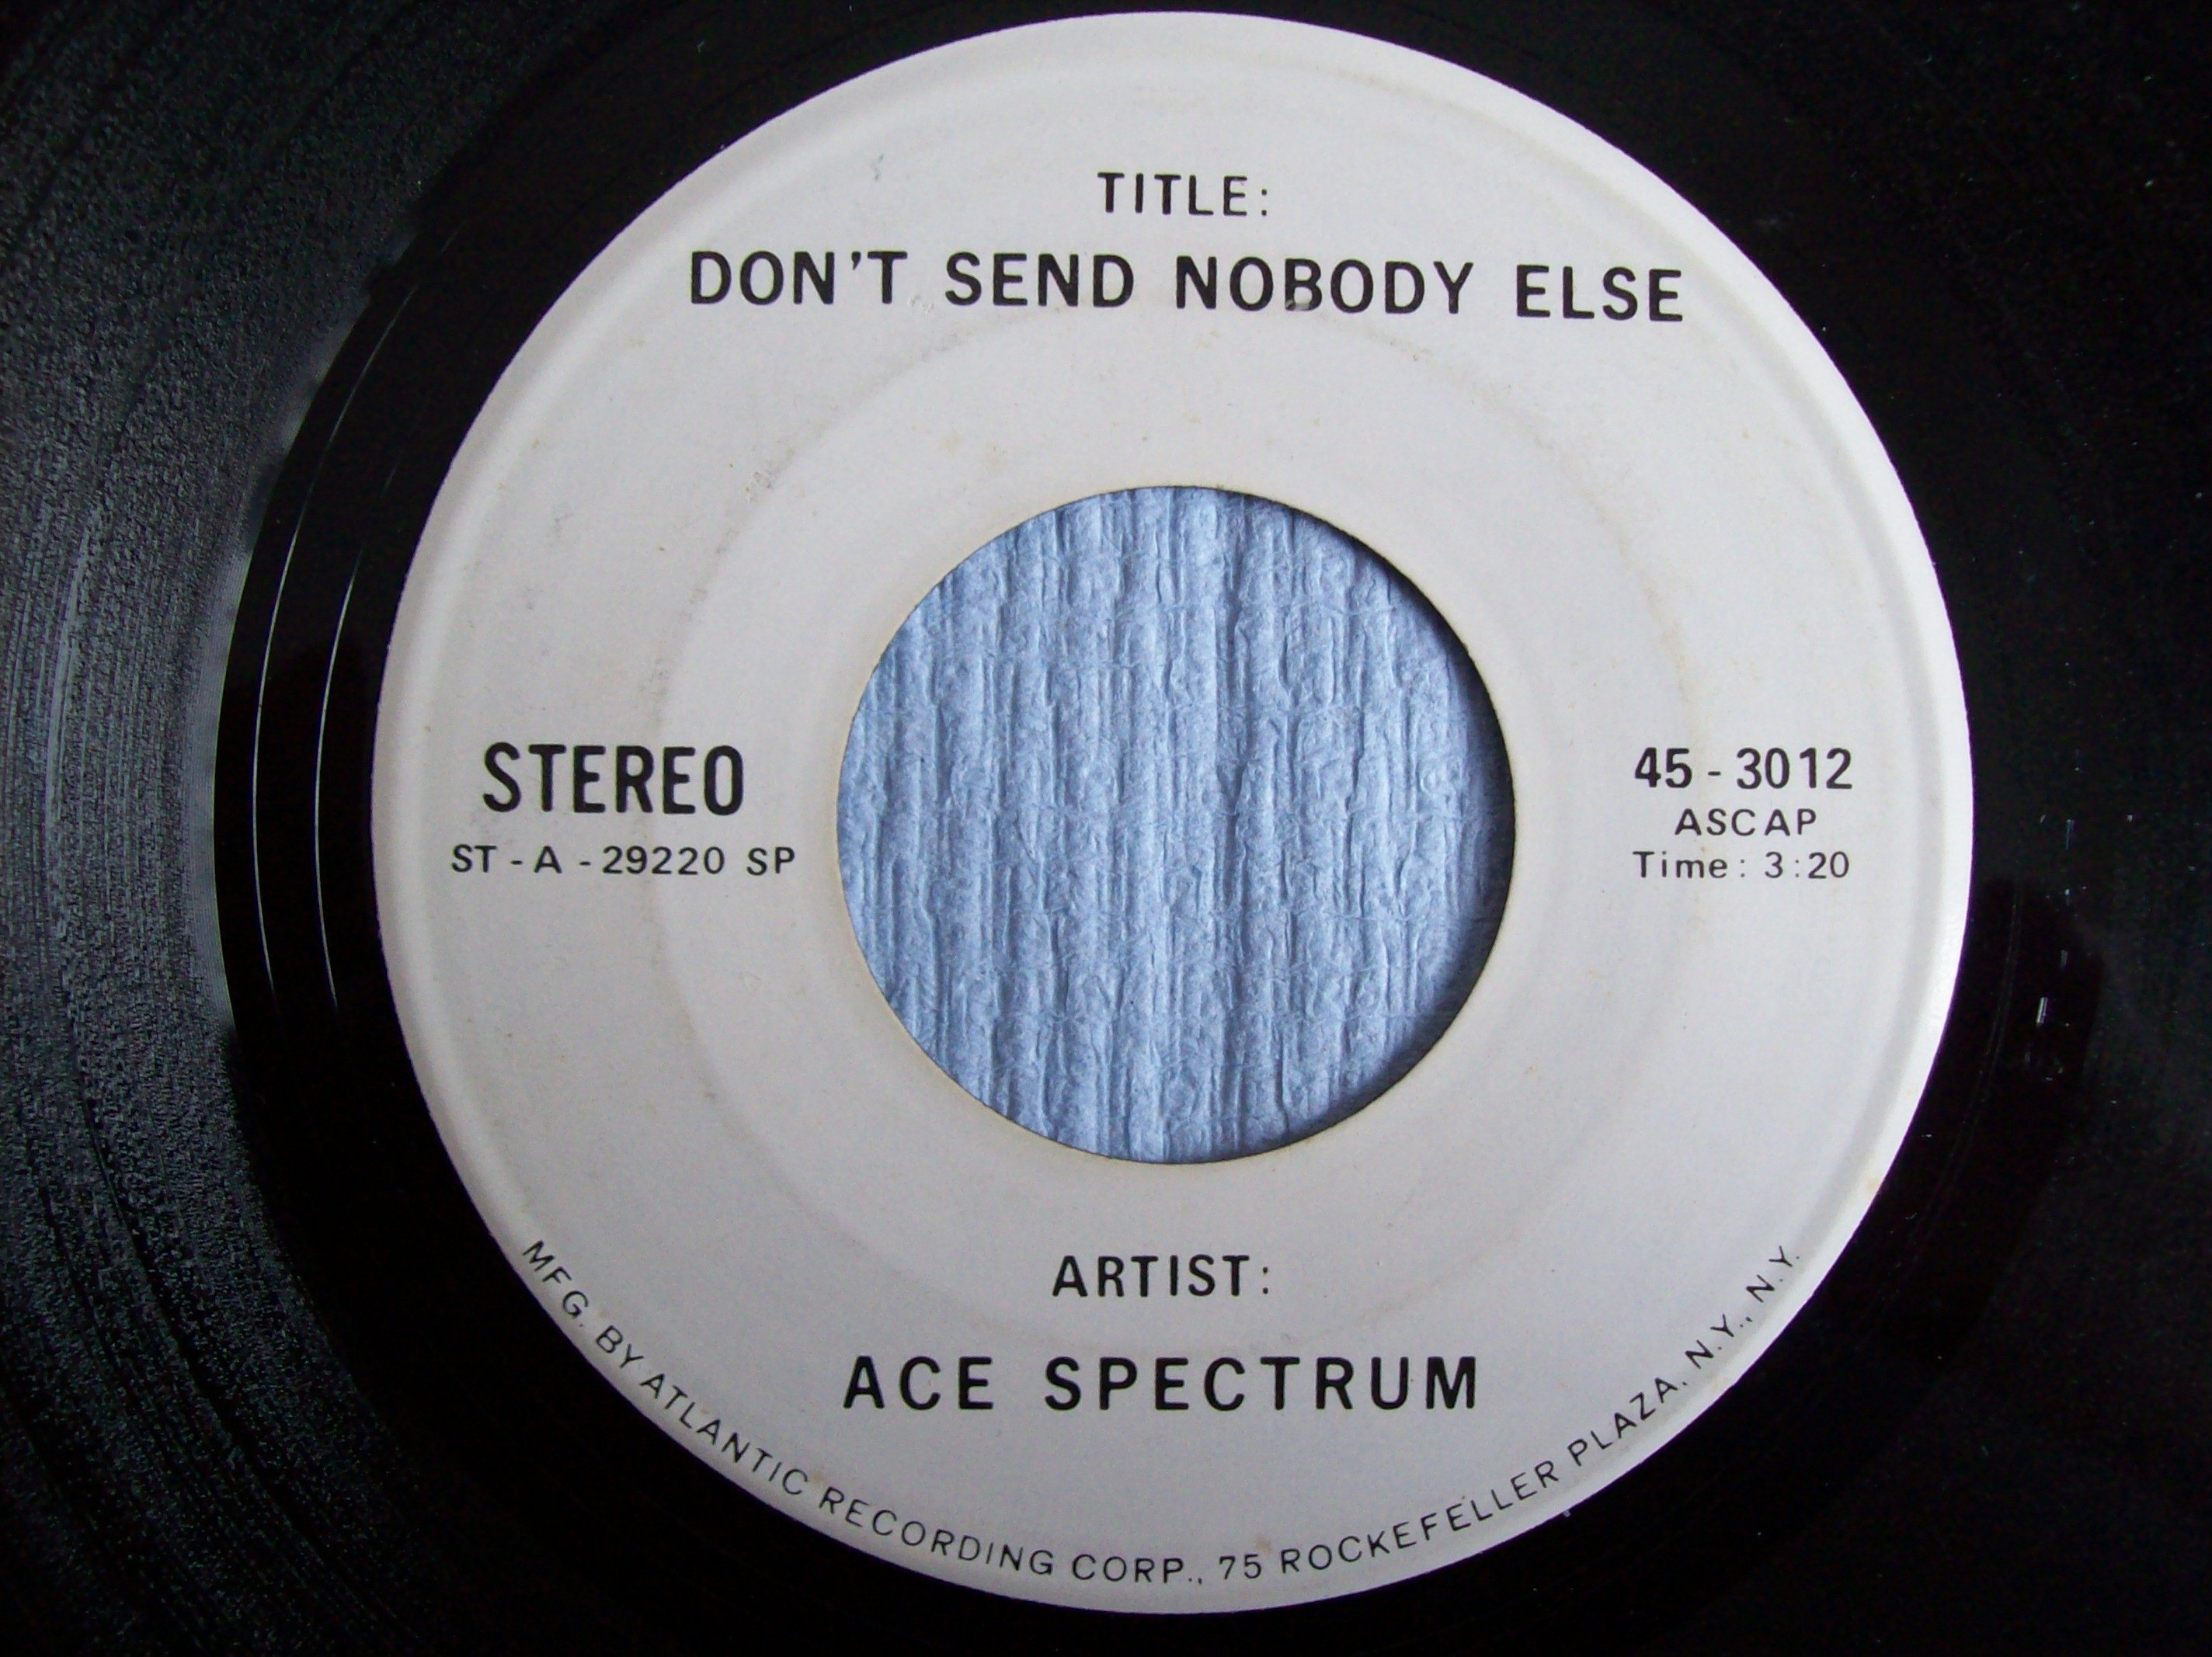 TITLE:
DON'T SEND NOBODY ELSE
STEREO
ST-A-29220 SP
45-3012
ASCAP
Time: 3:20
ARTIST:
ACE SPECTRUM
MFG. BY ATLANTIC RECORDING CORP., 75 ROCKEFELLER PLAZA, N.Y., N.Y.